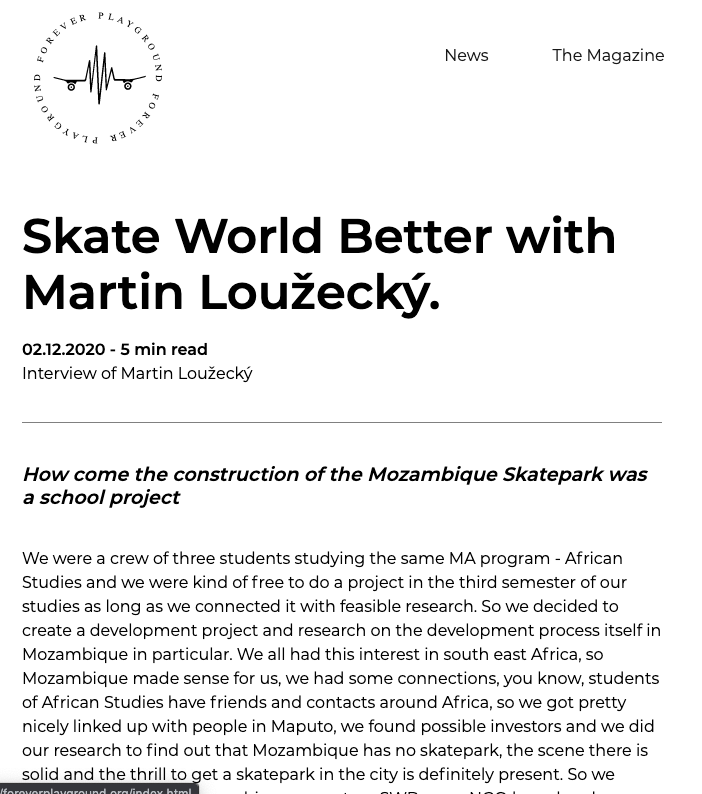 FOREVER PLAYGROUND FOREVER PLAYGROUND
News
The Magazine
Skate World Better with
Martin Loužecký.
02.12.2020 - 5 min read
Interview of Martin Loužecký
How come the construction of the Mozambique Skatepark was
a school project
We were a crew of three students studying the same MA program - African
Studies and we were kind of free to do a project in the third semester of our
studies as long as we connected it with feasible research. So we decided to
create a development project and research on the development process itself in
Mozambique in particular. We all had this interest in south east Africa, so
Mozambique made sense for us, we had some connections, you know, students
of African Studies have friends and contacts around Africa, so we got pretty
nicely linked up with people in Maputo, we found possible investors and we did
our research to find out that Mozambique has no skatepark, the scene there is
solid and the thrill to get a skatepark in the city is definitely present. So we
/foreverplayground.org/index.html